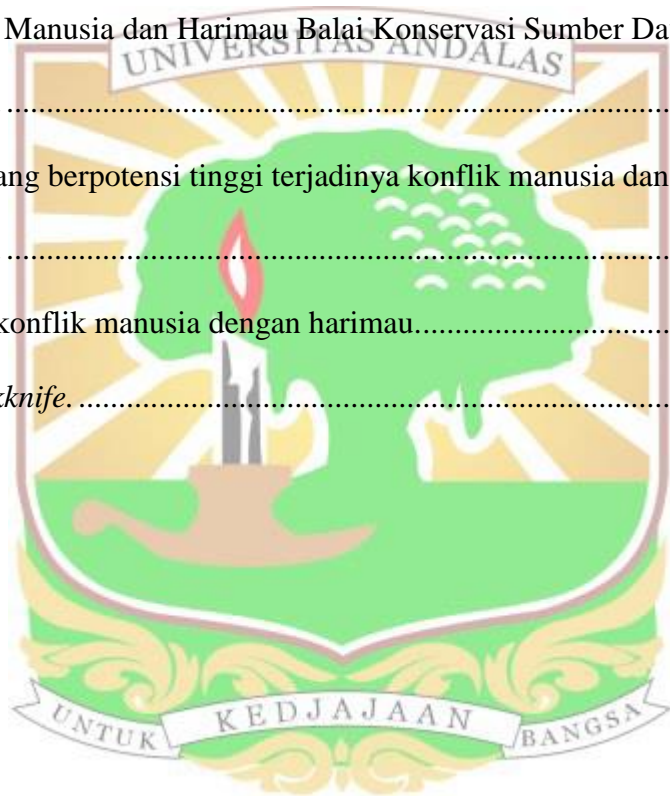 Manusia dan Harimau Balai Konservasi Sumber Da
UNIVERSITAS ANDALAS
................................................................................
ang berpotensi tinggi terjadinya konflik manusia dan
................................................................................
konflik manusia dengan harimau................................
kknife. .........................................................................
UNTUK KEDJAJAAN BANGSA